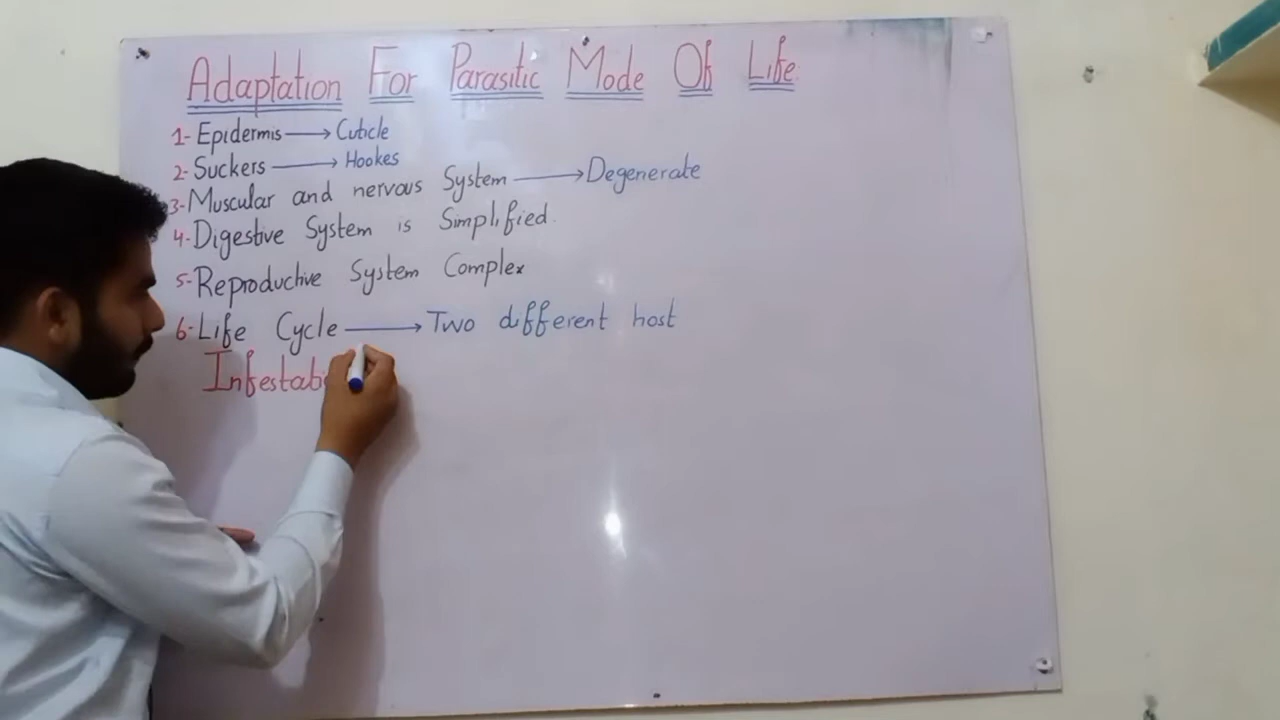 Adaptation For Parasitic Mode Of Life
1- Epidermis → Cuticle
2- Suckers → Hookes
3- Muscular and nervous System → Degenerate
4- Digestive System is Simplified.
5- Reproductive System Complex
6- Life Cycle → Two different host
Infestati